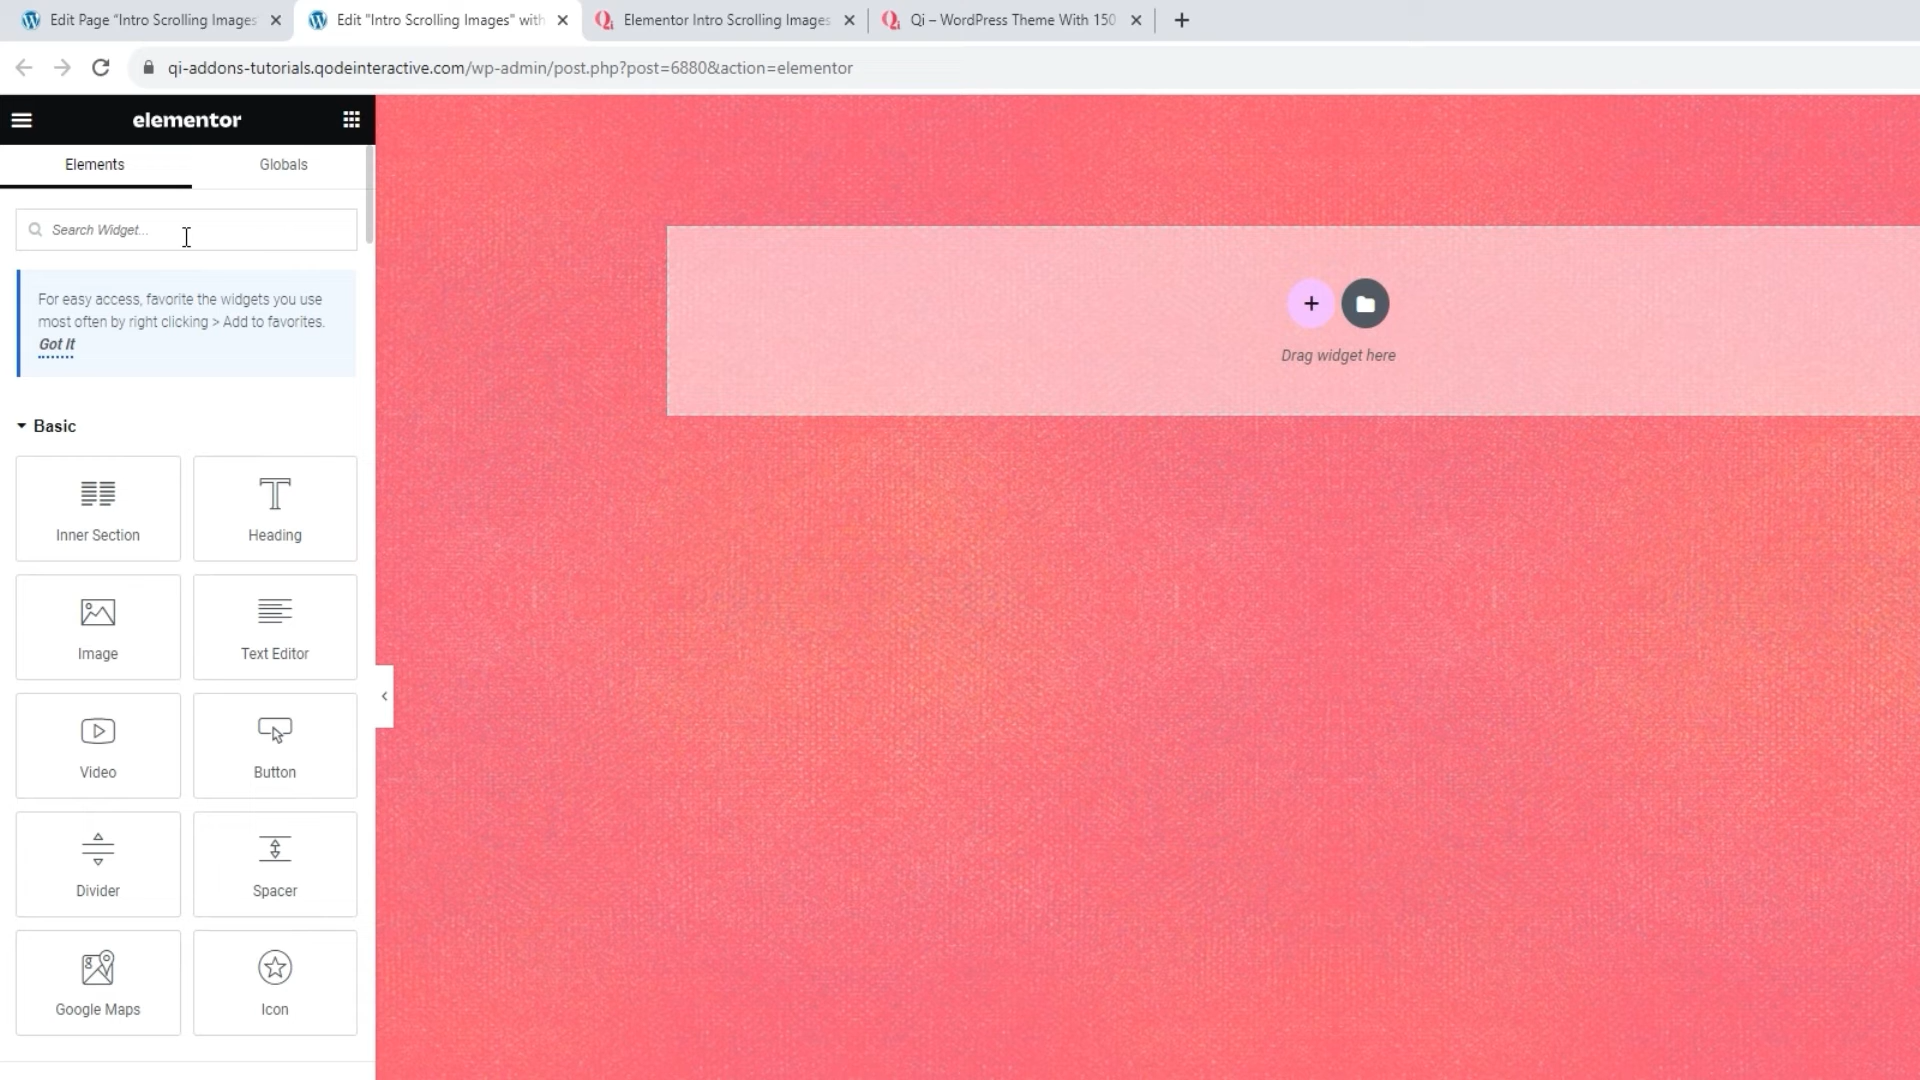 Edit Page “Intro Scrolling Images
Edit "Intro Scrolling Images" with
Elementor Intro Scrolling Images
Qi – WordPress Theme With 150
qi-addons-tutorials.qodeinteractive.com/wp-admin/post.php?post=6880&action=elementor
elementor
Elements
Globals
Search Widget...
For easy access, favorite the widgets you use
most often by right clicking > Add to favorites.
Got It
Basic
Inner Section
Heading
Image
Text Editor
Video
Button
Divider
Spacer
Google Maps
Icon
Drag widget here